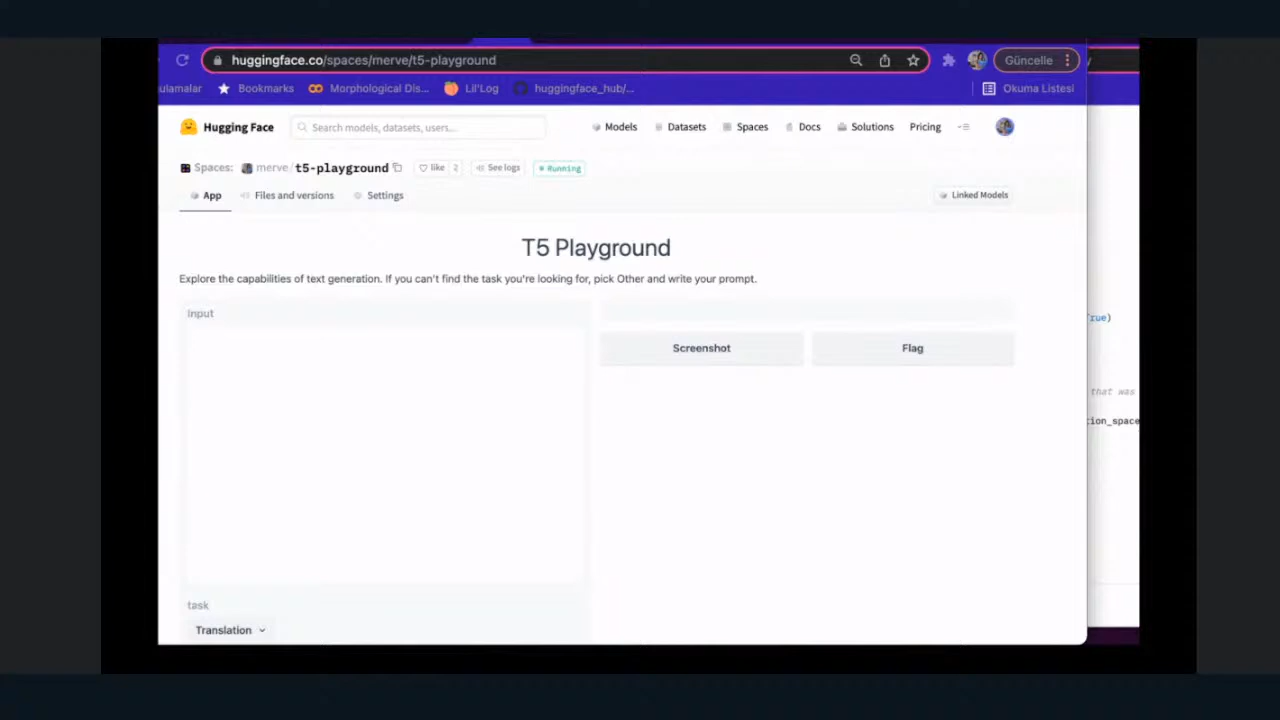 huggingface.co/spaces/merve/t5-playground
Güncelle
Bookmarks
Morphological Dis...
Lil'Log
huggingface_hub/...
Okuma Listesi
Hugging Face
Search models, datasets, users...
Models
Datasets
Spaces
Docs
Solutions
Pricing
Spaces: merve/t5-playground
like 2
See logs
Running
App
Files and versions
Settings
Linked Models
T5 Playground
Explore the capabilities of text generation. If you can't find the task you're looking for, pick Other and write your prompt.
Input
Screenshot
Flag
that was
task
Translation